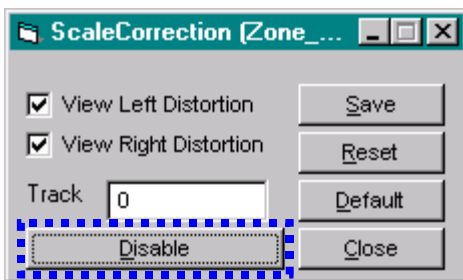 ScaleCorrection (Zone_...
View Left Distortion
Save
View Right Distortion
Reset
Track
0
Default
Disable
Close